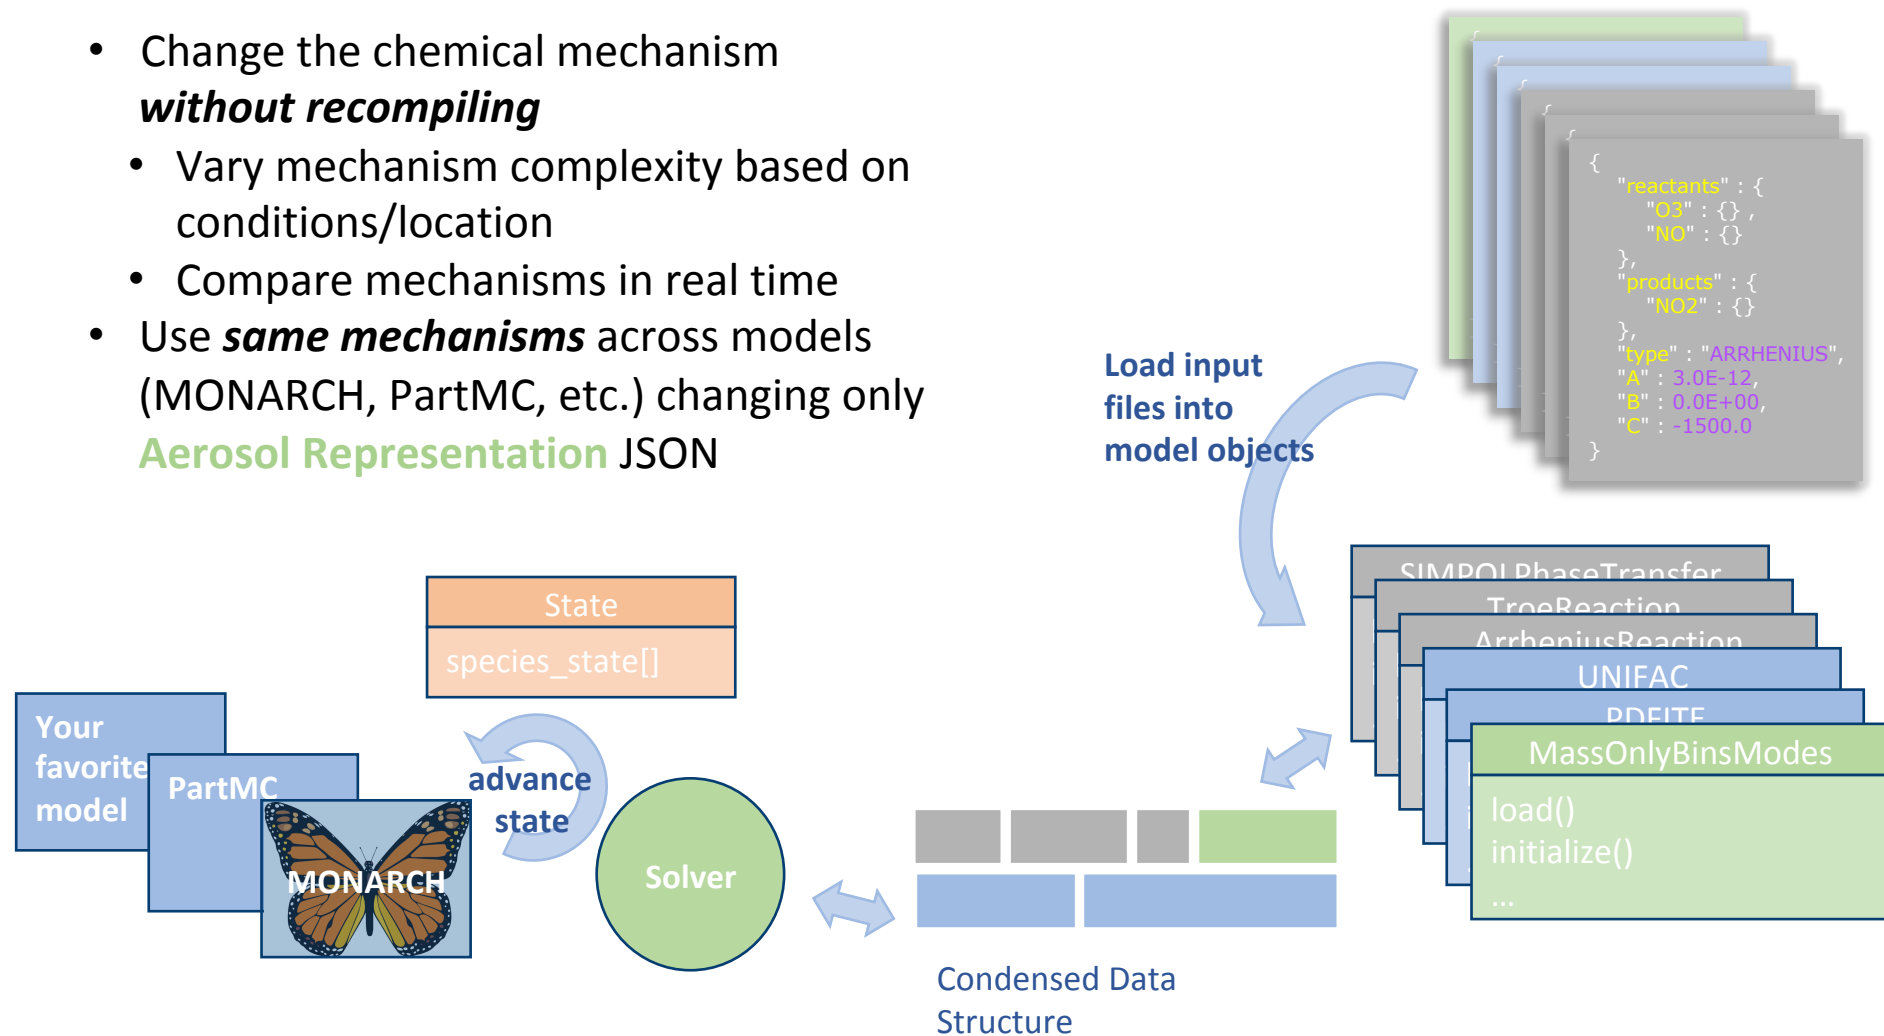 • Change the chemical mechanism
without recompiling
• Vary mechanism complexity based on
conditions/location
• Compare mechanisms in real time
• Use same mechanisms across models
(MONARCH, PartMC, etc.) changing only
Aerosol Representation JSON
{
{
{
{
{
{
"reactants" : {
"O3" : {} ,
"NO" : {}
},
"products" : {
"NO2" : {}
},
"type" : "ARRHENIUS",
"A" : 3.0E-12,
"B" : 0.0E+00,
"C" : -1500.0
}
Load input
files into
model objects
SIMPOLPhaseTransfer
TroeReaction
ArrheniusReaction
UNIFAC
PDFITE
MassOnlyBinsModes
load()
initialize()
...
State
species_state[]
Your
favorite
model
PartMC
MONARCH
advance
state
Solver
Condensed Data
Structure